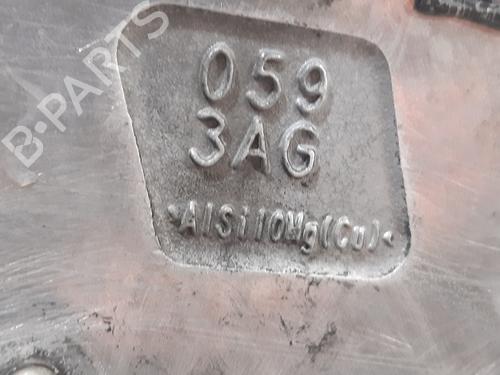 B-PARTS
059
3AG
>AlSi10Mg(Cu)<